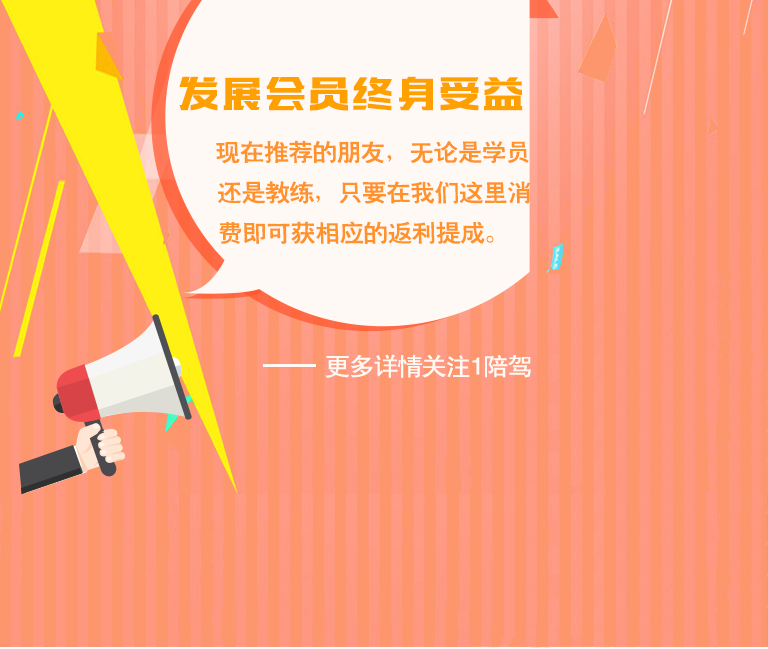 发展会员终身受益
现在推荐的朋友，无论是学员
还是教练，只要在我们这里消
费即可获相应的返利提成。
更多详情关注1陪驾